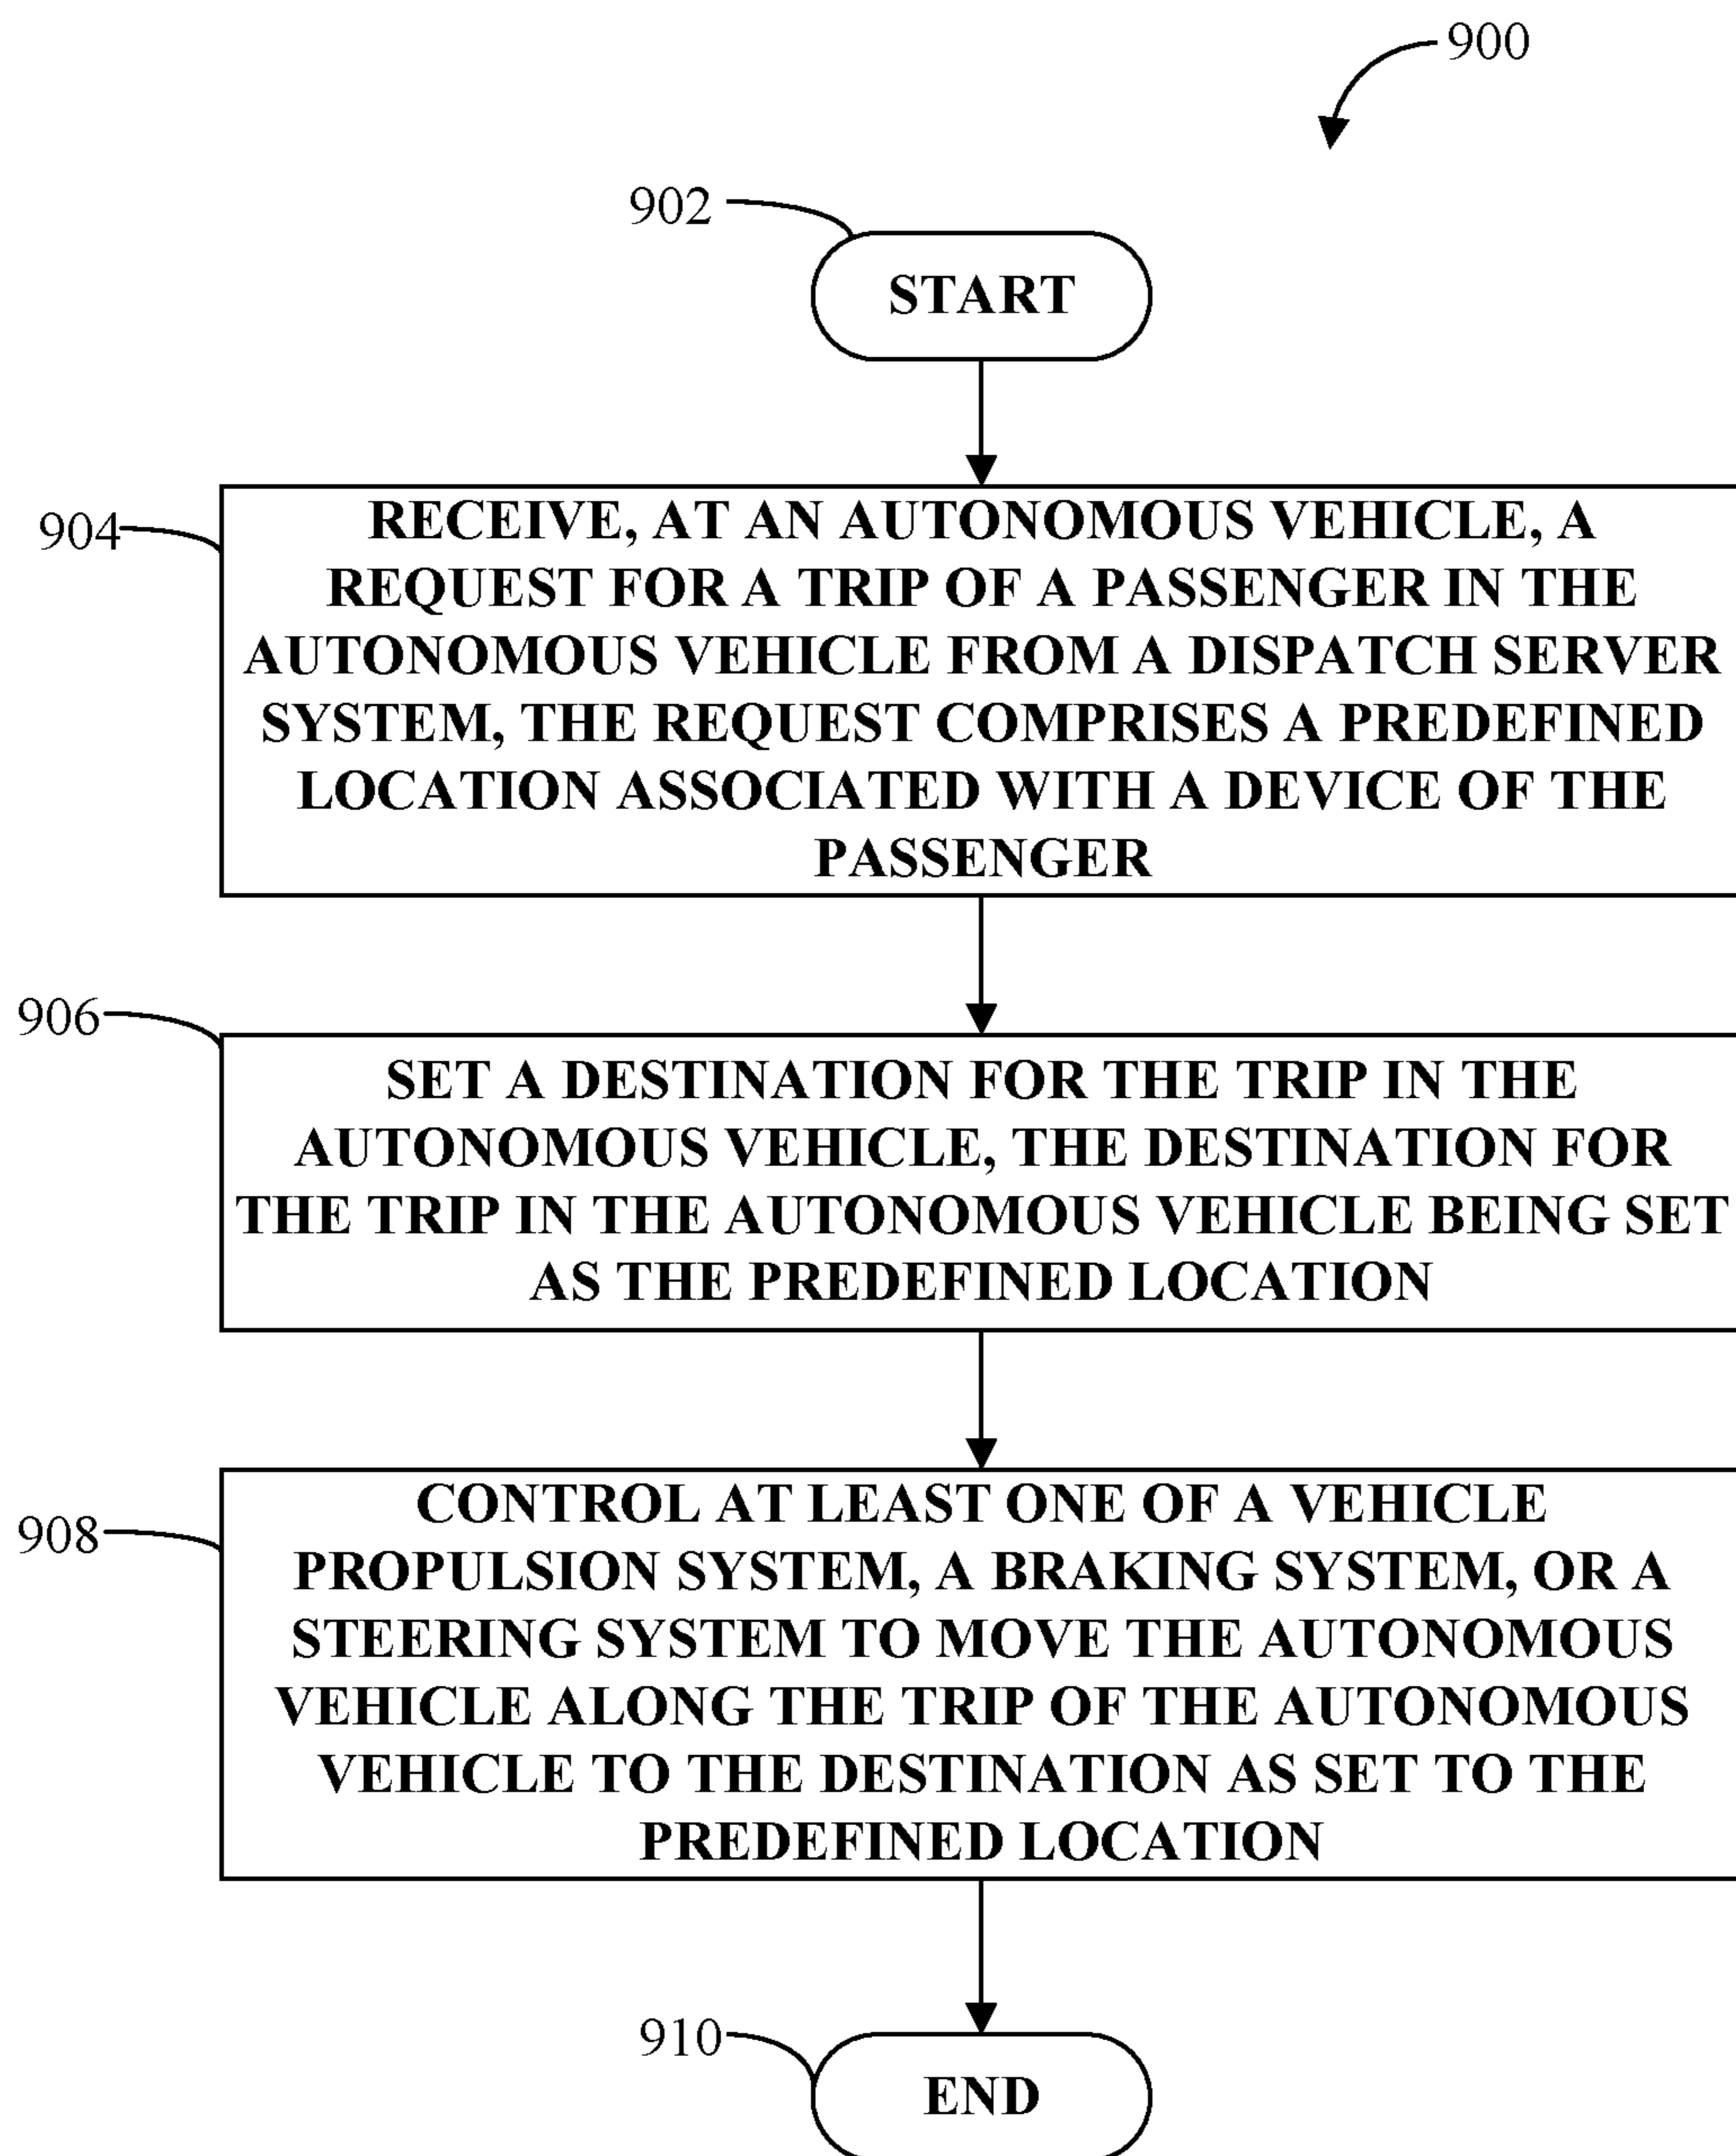 900
902
START
904
RECEIVE, AT AN AUTONOMOUS VEHICLE, A
REQUEST FOR A TRIP OF A PASSENGER IN THE
AUTONOMOUS VEHICLE FROM A DISPATCH SERVER
SYSTEM, THE REQUEST COMPRISES A PREDEFINED
LOCATION ASSOCIATED WITH A DEVICE OF THE
PASSENGER
906
SET A DESTINATION FOR THE TRIP IN THE
AUTONOMOUS VEHICLE, THE DESTINATION FOR
THE TRIP IN THE AUTONOMOUS VEHICLE BEING SET
AS THE PREDEFINED LOCATION
908
CONTROL AT LEAST ONE OF A VEHICLE
PROPULSION SYSTEM, A BRAKING SYSTEM, OR A
STEERING SYSTEM TO MOVE THE AUTONOMOUS
VEHICLE ALONG THE TRIP OF THE AUTONOMOUS
VEHICLE TO THE DESTINATION AS SET TO THE
PREDEFINED LOCATION
910
END